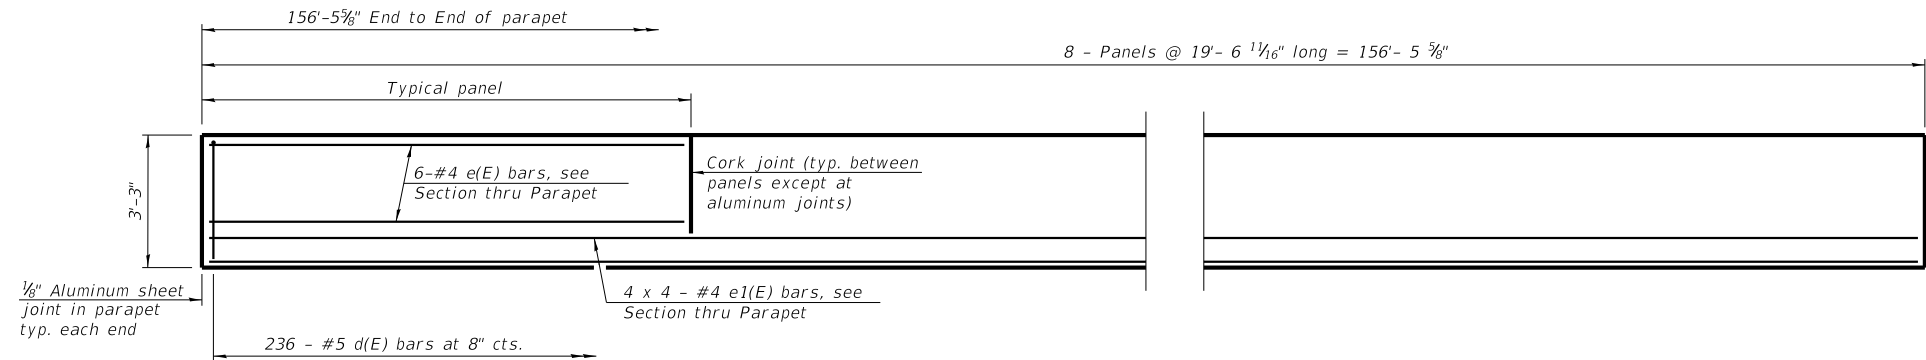 156'-5⅝" End to End of parapet
8 - Panels @ 19'- 6 11/16" long = 156'- 5 ⅝"
Typical panel
3'-3"
6-#4 e(E) bars, see
Section thru Parapet
Cork joint (typ. between
panels except at
aluminum joints)
⅛" Aluminum sheet
joint in parapet
typ. each end
4 x 4 - #4 e1(E) bars, see
Section thru Parapet
236 - #5 d(E) bars at 8" cts.